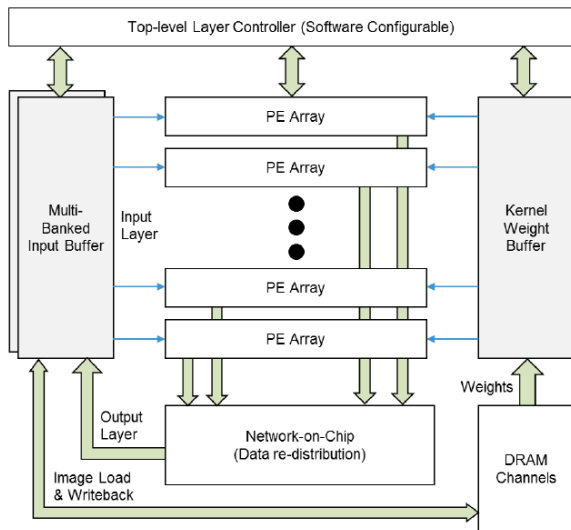 Top-level Layer Controller (Software Configurable)
PE Array
PE Array
Multi-
Banked
Input Buffer
Input
Layer
Kernel
Weight
Buffer
PE Array
PE Array
Weights
Output
Layer
Network-on-Chip
(Data re-distribution)
DRAM
Channels
Image Load
& Writeback